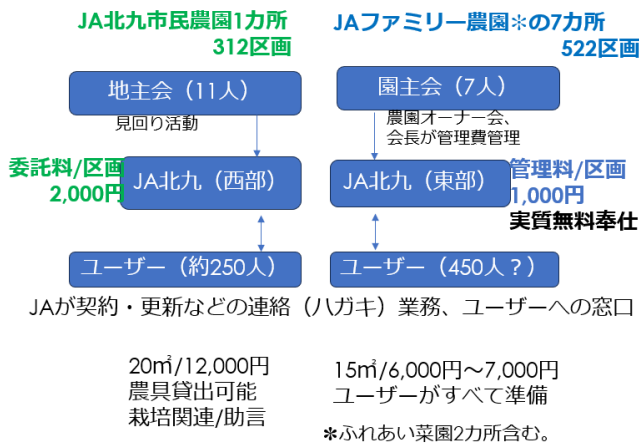 JA北九市民農園1カ所
312区画
JAファミリー農園＊の7カ所
522区画
地主会（11人）
園主会（7人）
見回り活動
農園オーナー会、
会長が管理費管理
委託料/区画
2,000円
JA北九（西部）
JA北九（東部）
管理料/区画
1,000円
実質無料奉仕
ユーザー（約250人）
ユーザー（450人？）
JAが契約・更新などの連絡（ハガキ）業務、ユーザーへの窓口
20㎡/12,000円
農具貸出可能
栽培関連/助言
15㎡/6,000円～7,000円
ユーザーがすべて準備
＊ふれあい菜園2カ所含む。